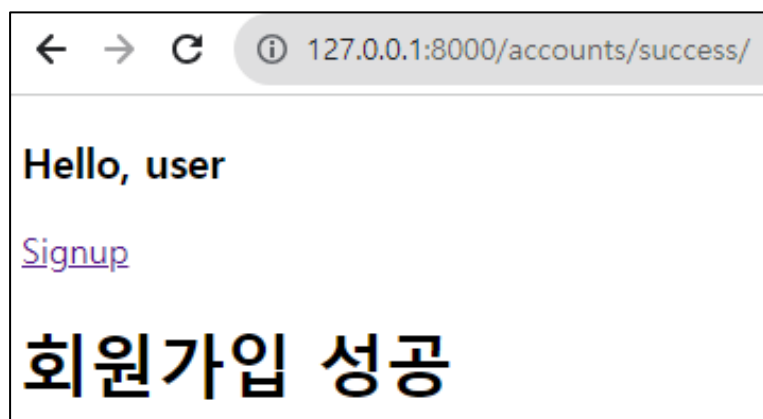 127.0.0.1:8000/accounts/success/
Hello, user
Signup
회원가입 성공